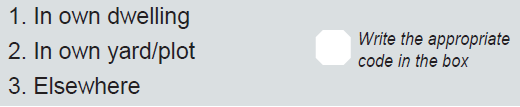 1. In own dwelling
2. In own yard/plot
3. Elsewhere
Write the appropriate
code in the box